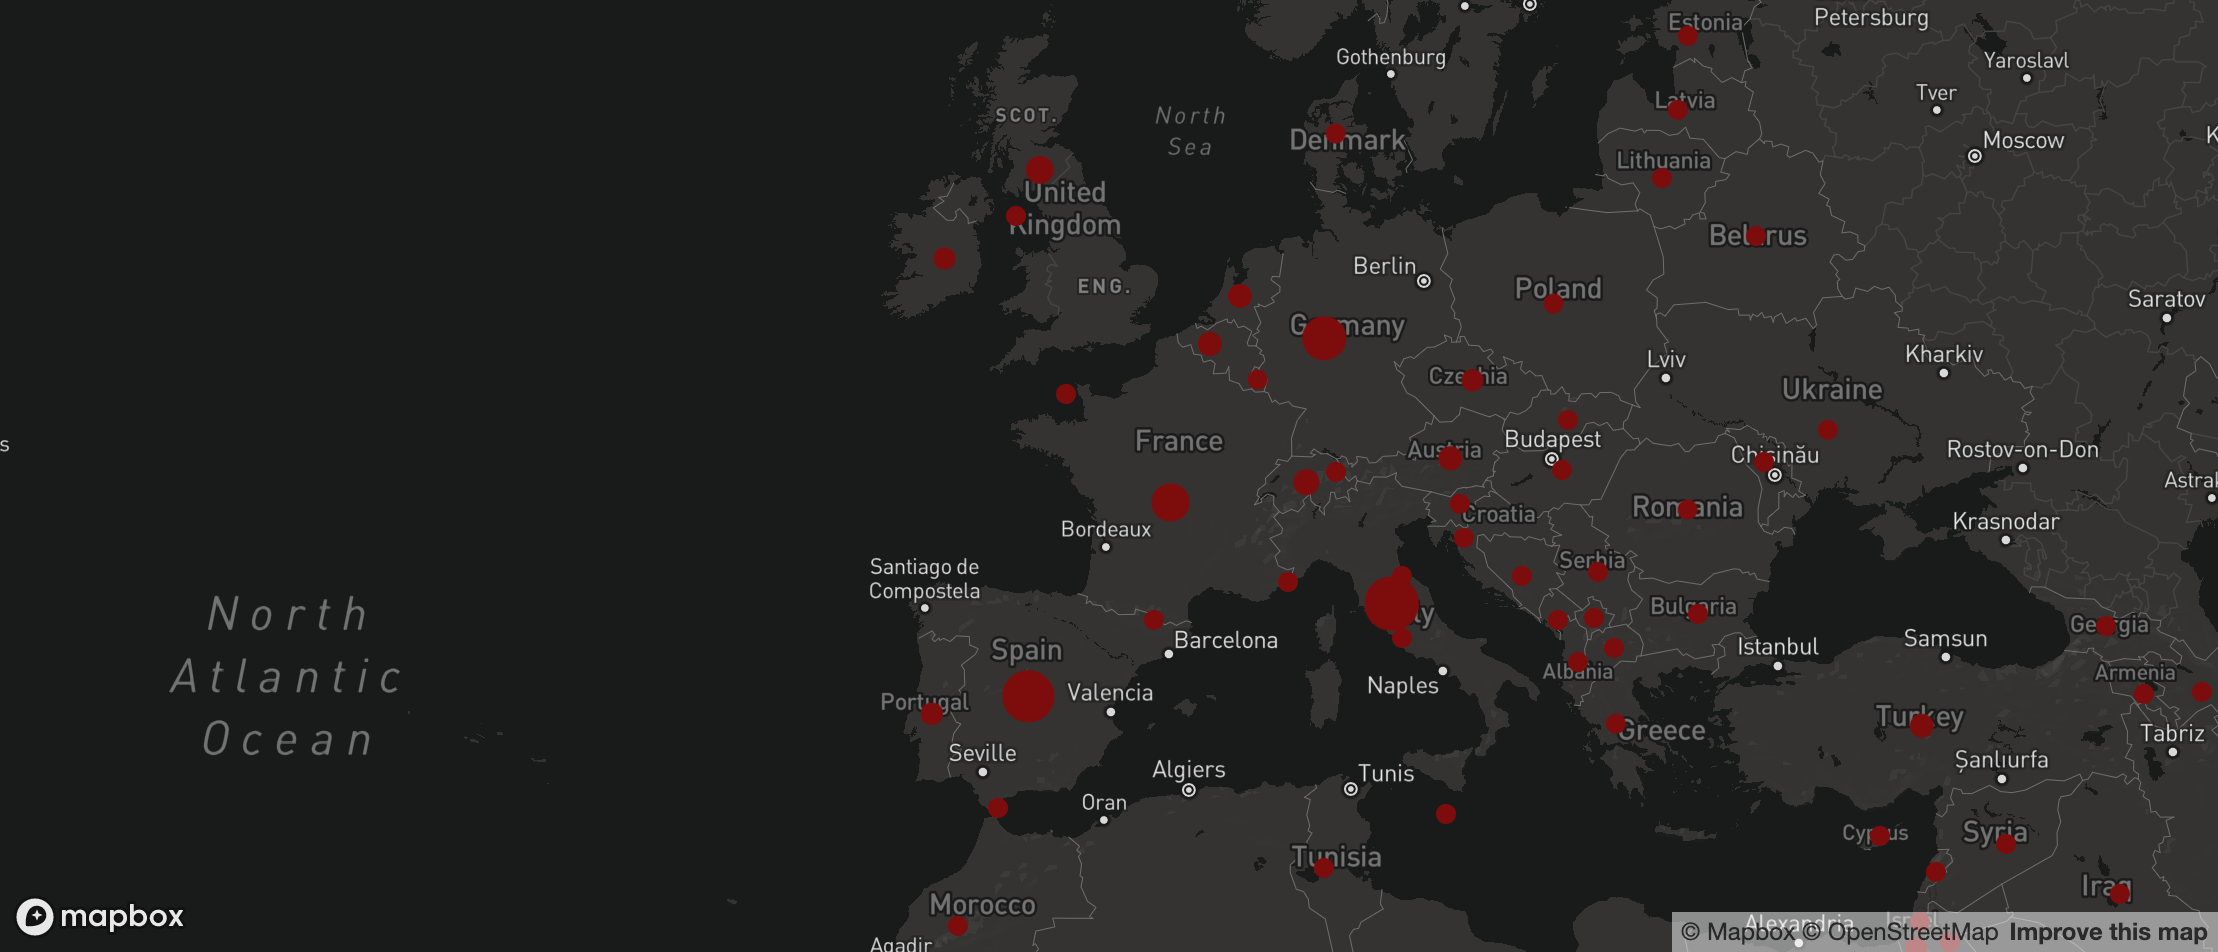 Estonia
Petersburg
Gothenburg
Yaroslavl
Tver
Latvia
SCOT.
North
Sea
Denmark
Moscow
Lithuania
United
Kingdom
Belarus
Berlin
ENG.
Poland
Saratov
Germany
Kharkiv
Lviv
Czechia
Ukraine
s
France
Budapest
Austria
Chișinău
Rostov-on-Don
Astrak
Romania
Croatia
Krasnodar
Bordeaux
Serbia
Santiago de
Compostela
North
Atlantic
Ocean
Bulgaria
Italy
Georgia
Barcelona
Spain
Istanbul
Samsun
Albania
Armenia
Naples
Valencia
Portugal
Turkey
Greece
Tabriz
Seville
Şanlıurfa
Algiers
Tunis
Oran
Cyprus
Syria
Tunisia
Iraq
Morocco
mapbox
Alexandria
Israel
© Mapbox © OpenStreetMap Improve this map
Agadir